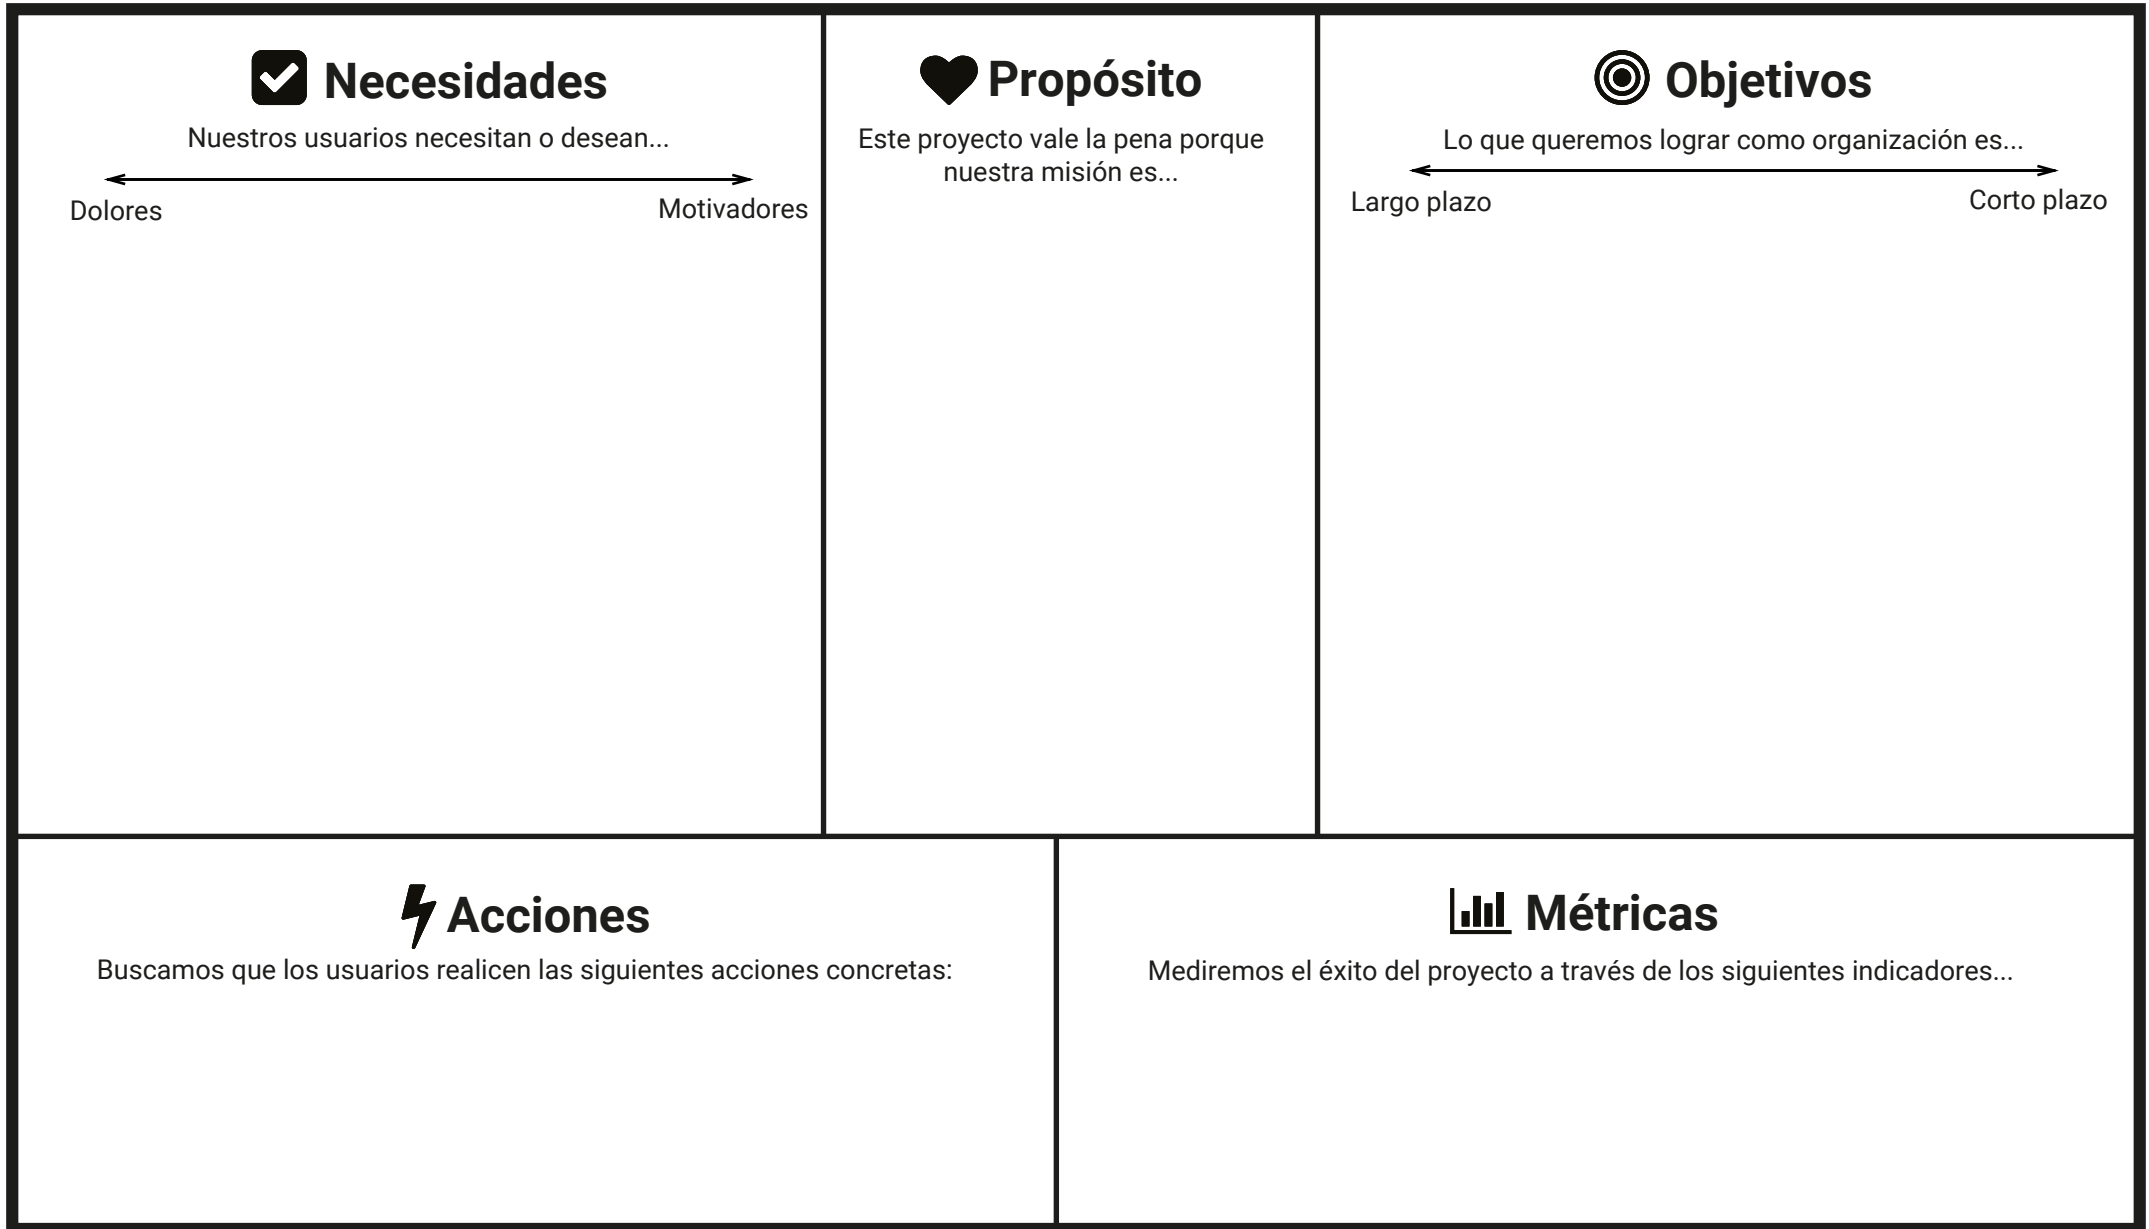 Necesidades
Nuestros usuarios necesitan o desean...
Dolores
Motivadores
Propósito
Este proyecto vale la pena porque
nuestra misión es...
Objetivos
Lo que queremos lograr como organización es...
Largo plazo
Corto plazo
Acciones
Buscamos que los usuarios realicen las siguientes acciones concretas:
Métricas
Mediremos el éxito del proyecto a través de los siguientes indicadores...